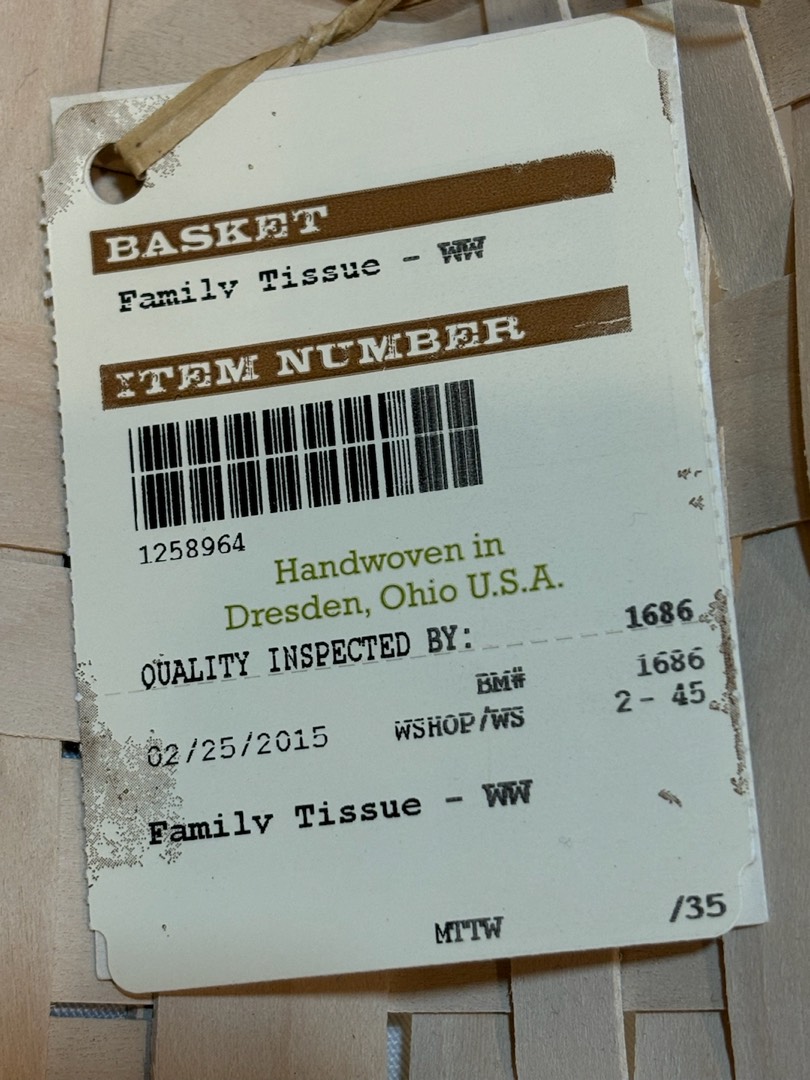 BASKET
Family Tissue - WW
ITEM NUMBER
1258964
Handwoven in
Dresden, Ohio U.S.A.
QUALITY INSPECTED BY: 1686
BM# 1686
02/25/2015 WSHOP/WS 2- 45
Family Tissue - WW
MTTW /35